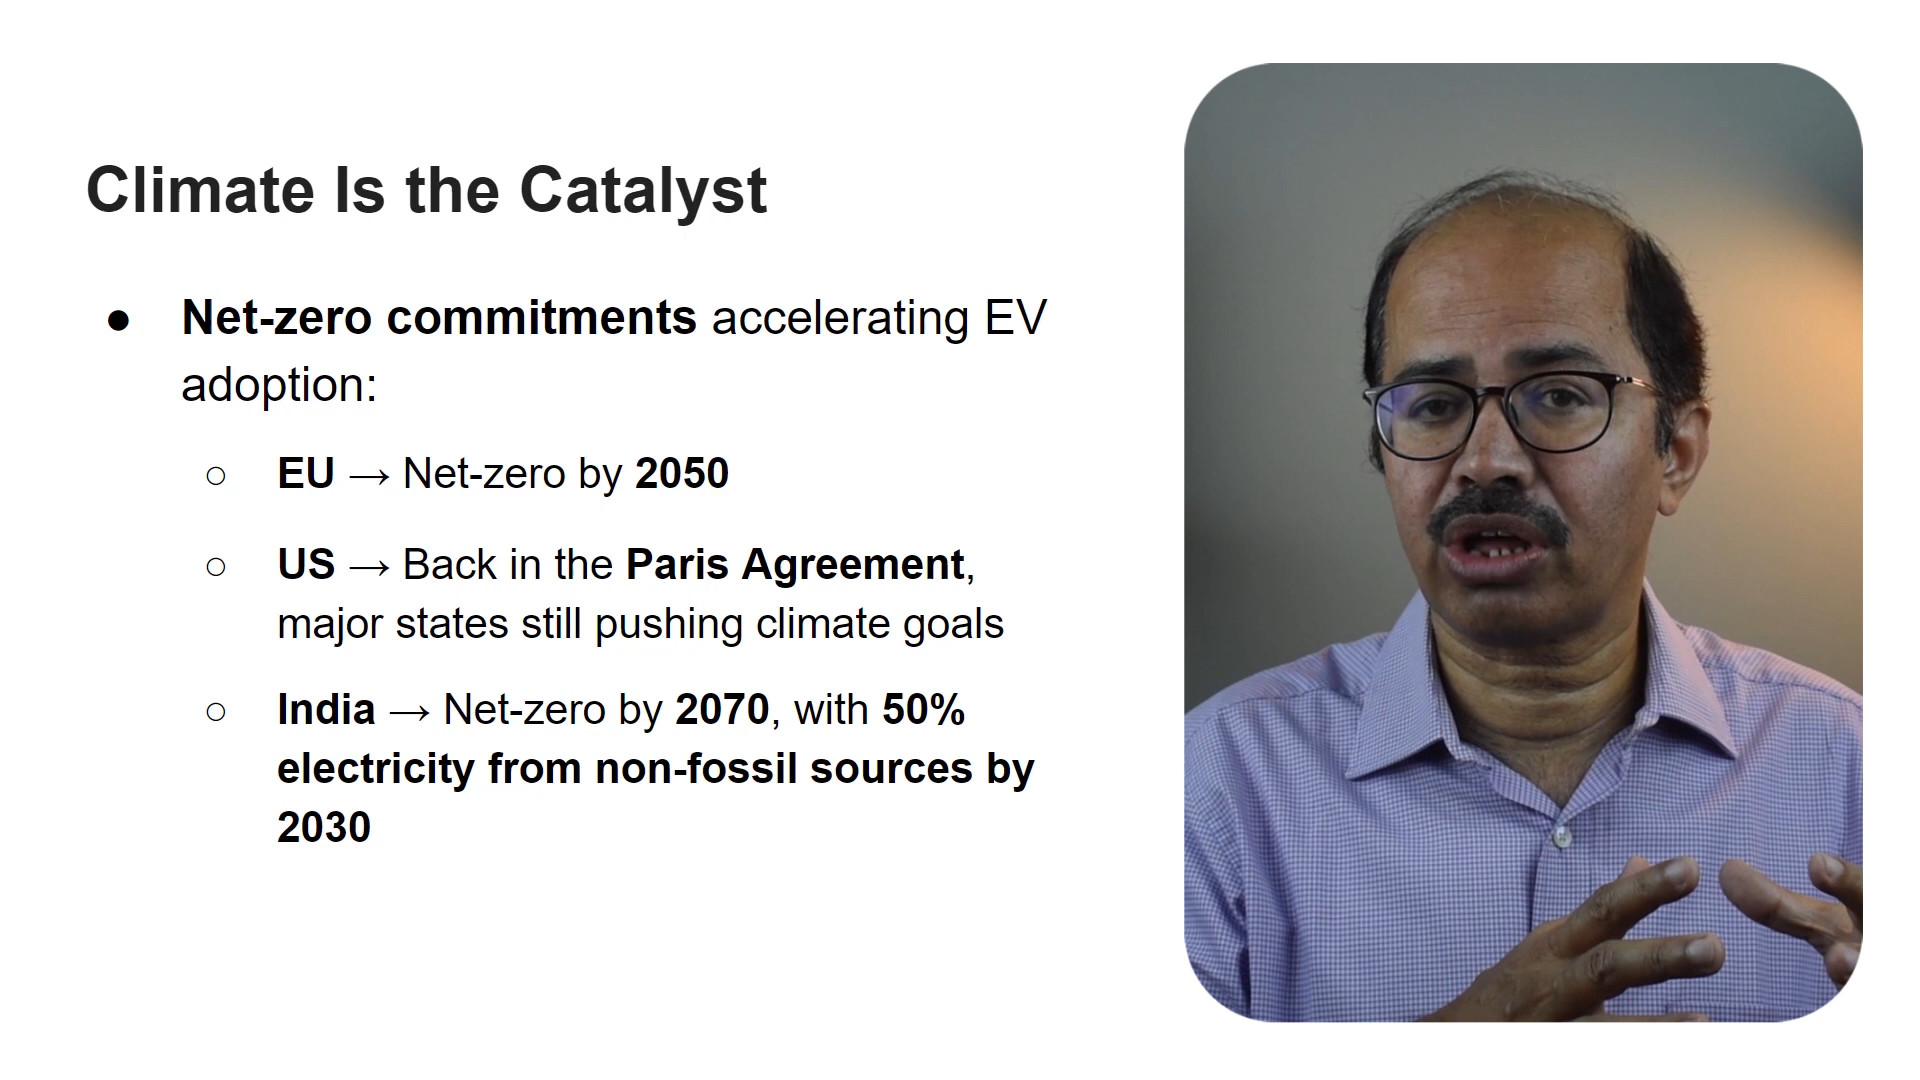 Climate Is the Catalyst
● Net-zero commitments accelerating EV
adoption:
○ EU → Net-zero by 2050
○ US → Back in the Paris Agreement,
major states still pushing climate goals
○ India → Net-zero by 2070, with 50%
electricity from non-fossil sources by
2030